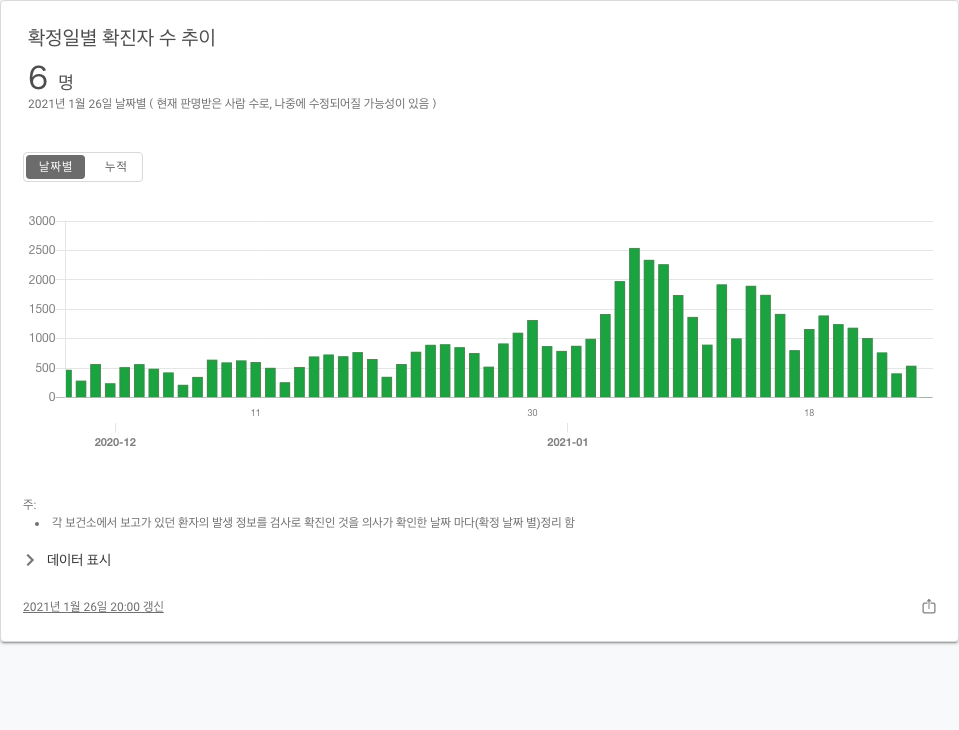 확정일별 확진자 수 추이
6 명
2021년 1월 26일 날짜별 ( 현재 판명받은 사람 수로, 나중에 수정되어질 가능성이 있음 )
날짜별 누적
3000
2500
2000
1500
1000
500
0
11 30 18
2020-12 2021-01
주:
• 각 보건소에서 보고가 있던 환자의 발생 정보를 검사로 확진인 것을 의사가 확인한 날짜 마다(확정 날짜 별)정리 함
데이터 표시
2021년 1월 26일 20:00 갱신